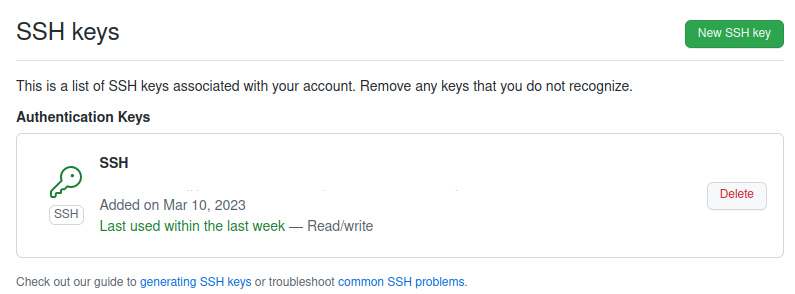 SSH keys
New SSH key
This is a list of SSH keys associated with your account. Remove any keys that you do not recognize.
Authentication Keys
SSH
SSH
Added on Mar 10, 2023
Last used within the last week — Read/write
Delete
Check out our guide to generating SSH keys or troubleshoot common SSH problems.